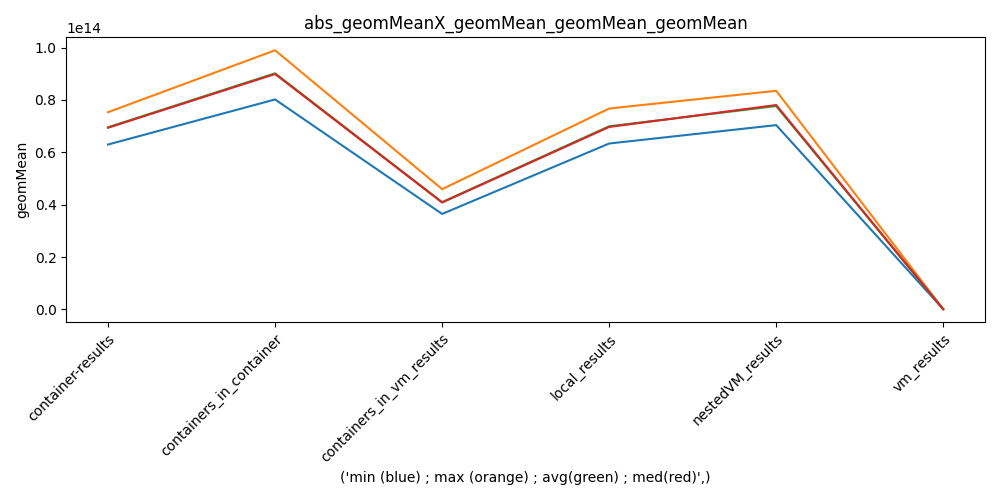 abs_geomMeanX_geomMean_geomMean_geomMean
1e14
1.0
0.8
0.6
0.4
0.2
0.0
geomMean
container-results
containers_in_container
containers_in_vm_results
local_results
nestedVM_results
vm_results
('min (blue) ; max (orange) ; avg(green) ; med(red)',)